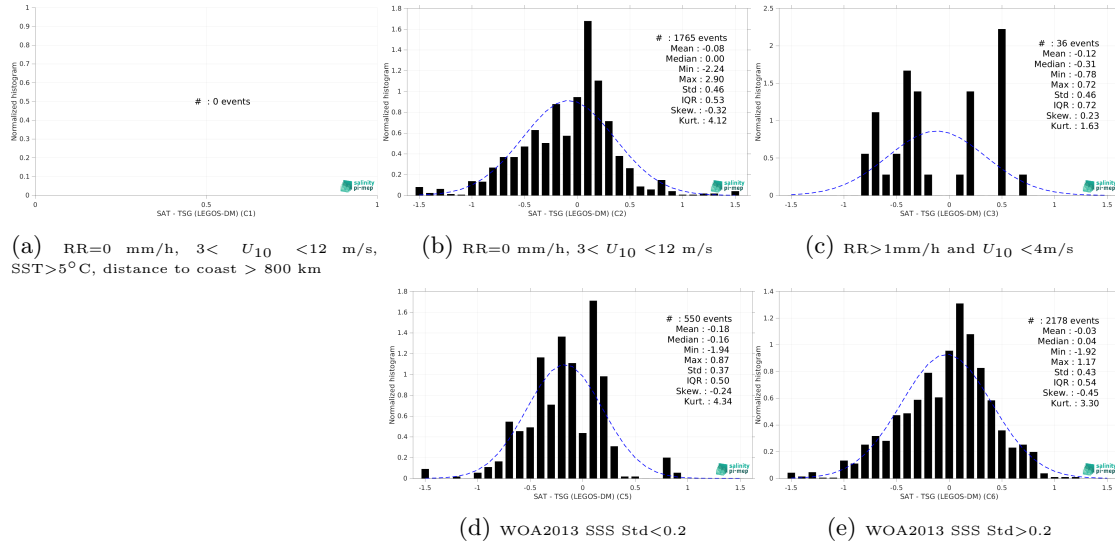 Normalized histogram
1
0.9
0.8
0.7
0.6
0.5
0.4
0.3
0.2
0.1
0
# : 0 events
salinity
pi-mep
0 0.5 1
SAT - TSG (LEGOS-DM) (C1)
(a) RR=0 mm/h, 3< U10 <12 m/s,
SST>5°C, distance to coast > 800 km
Normalized histogram
1.8
1.6
1.4
1.2
1
0.8
0.6
0.4
0.2
0
# : 1765 events
Mean : -0.08
Median : 0.00
Min : -2.24
Max : 2.90
Std : 0.46
IQR : 0.53
Skew. : -0.32
Kurt. : 4.12
salinity
pi-mep
-1.5 -1 -0.5 0 0.5 1 1.5
SAT - TSG (LEGOS-DM) (C2)
(b) RR=0 mm/h, 3< U10 <12 m/s
Normalized histogram
2.5
2
1.5
1
0.5
0
# : 36 events
Mean : -0.12
Median : -0.31
Min : -0.78
Max : 0.72
Std : 0.46
IQR : 0.72
Skew. : 0.23
Kurt. : 1.63
salinity
pi-mep
-1.5 -1 -0.5 0 0.5 1 1.5
SAT - TSG (LEGOS-DM) (C3)
(c) RR>1mm/h and U10 <4m/s
Normalized histogram
1.8
1.6
1.4
1.2
1
0.8
0.6
0.4
0.2
0
# : 550 events
Mean : -0.18
Median : -0.16
Min : -1.94
Max : 0.87
Std : 0.37
IQR : 0.50
Skew. : -0.24
Kurt. : 4.34
salinity
pi-mep
-1.5 -1 -0.5 0 0.5 1 1.5
SAT - TSG (LEGOS-DM) (C5)
(d) WOA2013 SSS Std<0.2
Normalized histogram
1.4
1.2
1
0.8
0.6
0.4
0.2
0
# : 2178 events
Mean : -0.03
Median : 0.04
Min : -1.92
Max : 1.17
Std : 0.43
IQR : 0.54
Skew. : -0.45
Kurt. : 3.30
salinity
pi-mep
-1.5 -1 -0.5 0 0.5 1 1.5
SAT - TSG (LEGOS-DM) (C6)
(e) WOA2013 SSS Std>0.2